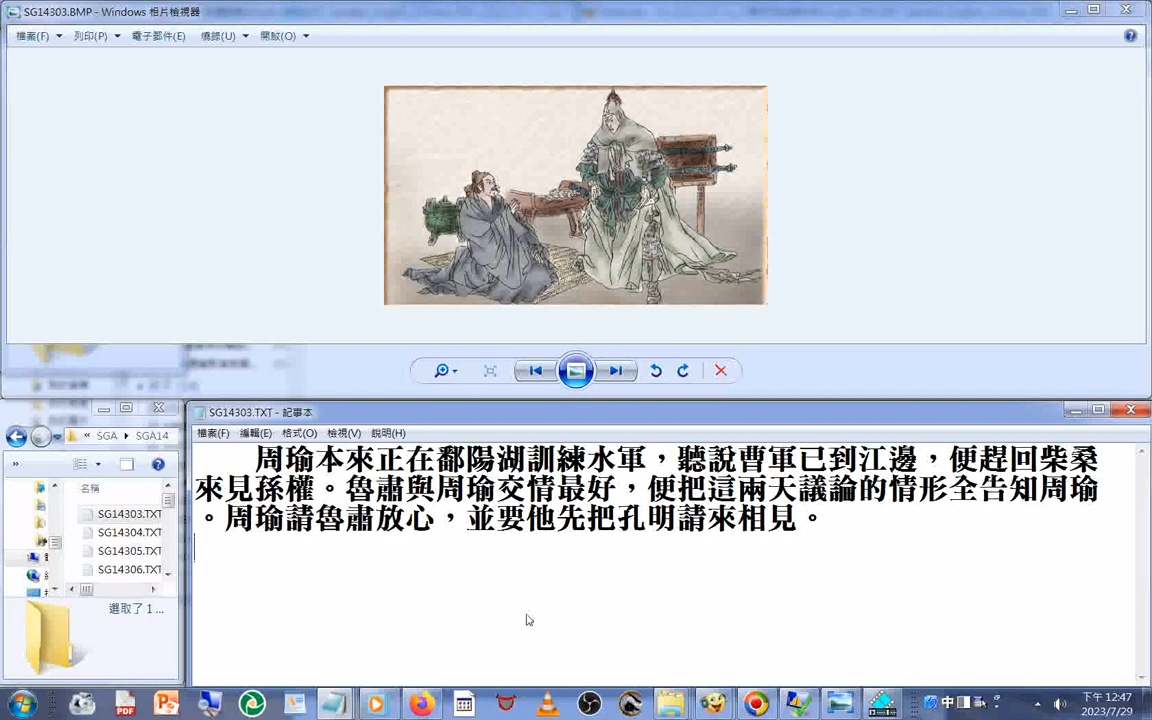 SG14303.BMP - Windows 相片檢視器
檔案(F) 列印(P) 電子郵件(E) 燒錄(U) 開啟(O)
« SGA ▸ SGA14
»
名稱
SG14303.TXT
SG14304.TXT
SG14305.TXT
SG14306.TXT
選取了 1 ...
SG14303.TXT - 記事本
檔案(F) 編輯(E) 格式(O) 檢視(V) 說明(H)
周瑜本來正在鄱陽湖訓練水軍，聽說曹軍已到江邊，便趕回柴桑
來見孫權。魯肅與周瑜交情最好，便把這兩天議論的情形全告知周瑜
。周瑜請魯肅放心，並要他先把孔明請來相見。
中
下午 12:47
2023/7/29